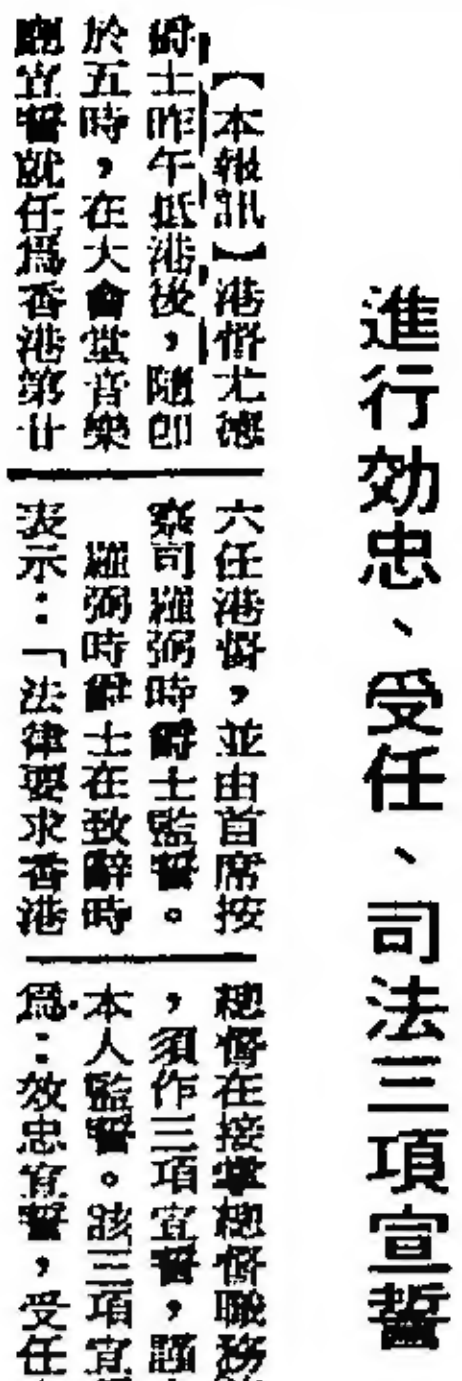 進行効忠、受任、司法三項宣誓
【本報訊】港督尤德
爵士昨午抵港後，隨即
於五時，在大會堂音樂
廳宣誓就任為香港第廿
六任港督，並由首席按
察司羅弼時爵士監誓。
羅弼時爵士在致辭時
表示：「法律要求香港
總督在接掌總督職務
，須作三項宣誓，
本人監誓。該三項宣
為：效忠宣誓，受任